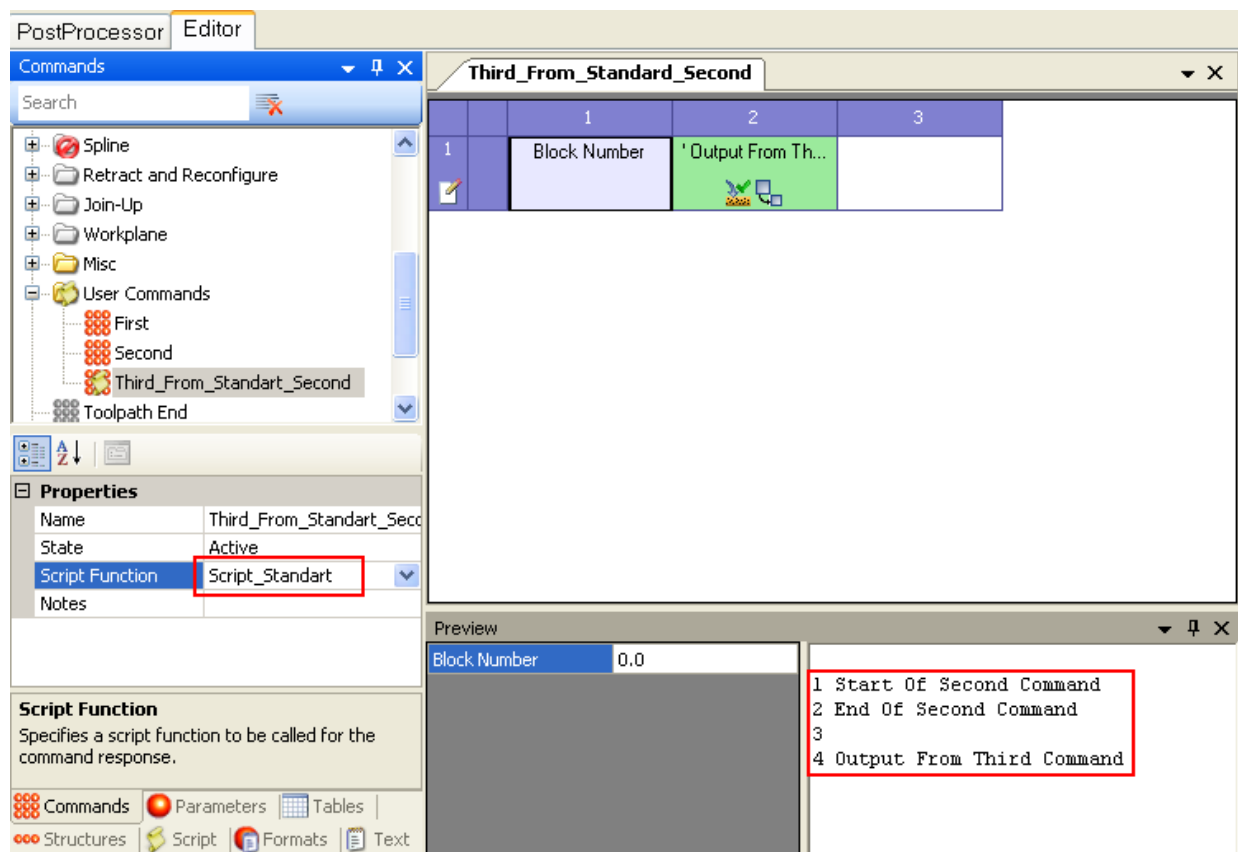 PostProcessor Editor
Commands
Search
Spline
Retract and Reconfigure
Join-Up
Workplane
Misc
User Commands
First
Second
Third_From_Standart_Second
Toolpath End
Properties
Name Third_From_Standart_Seco
State Active
Script Function Script_Standart
Notes
Script Function
Specifies a script function to be called for the
command response.
Commands Parameters Tables
Structures Script Formats Text
Third_From_Standard_Second
1 2 3
1 Block Number ' Output From Th...
Preview
Block Number 0.0
1 Start Of Second Command
2 End Of Second Command
3
4 Output From Third Command